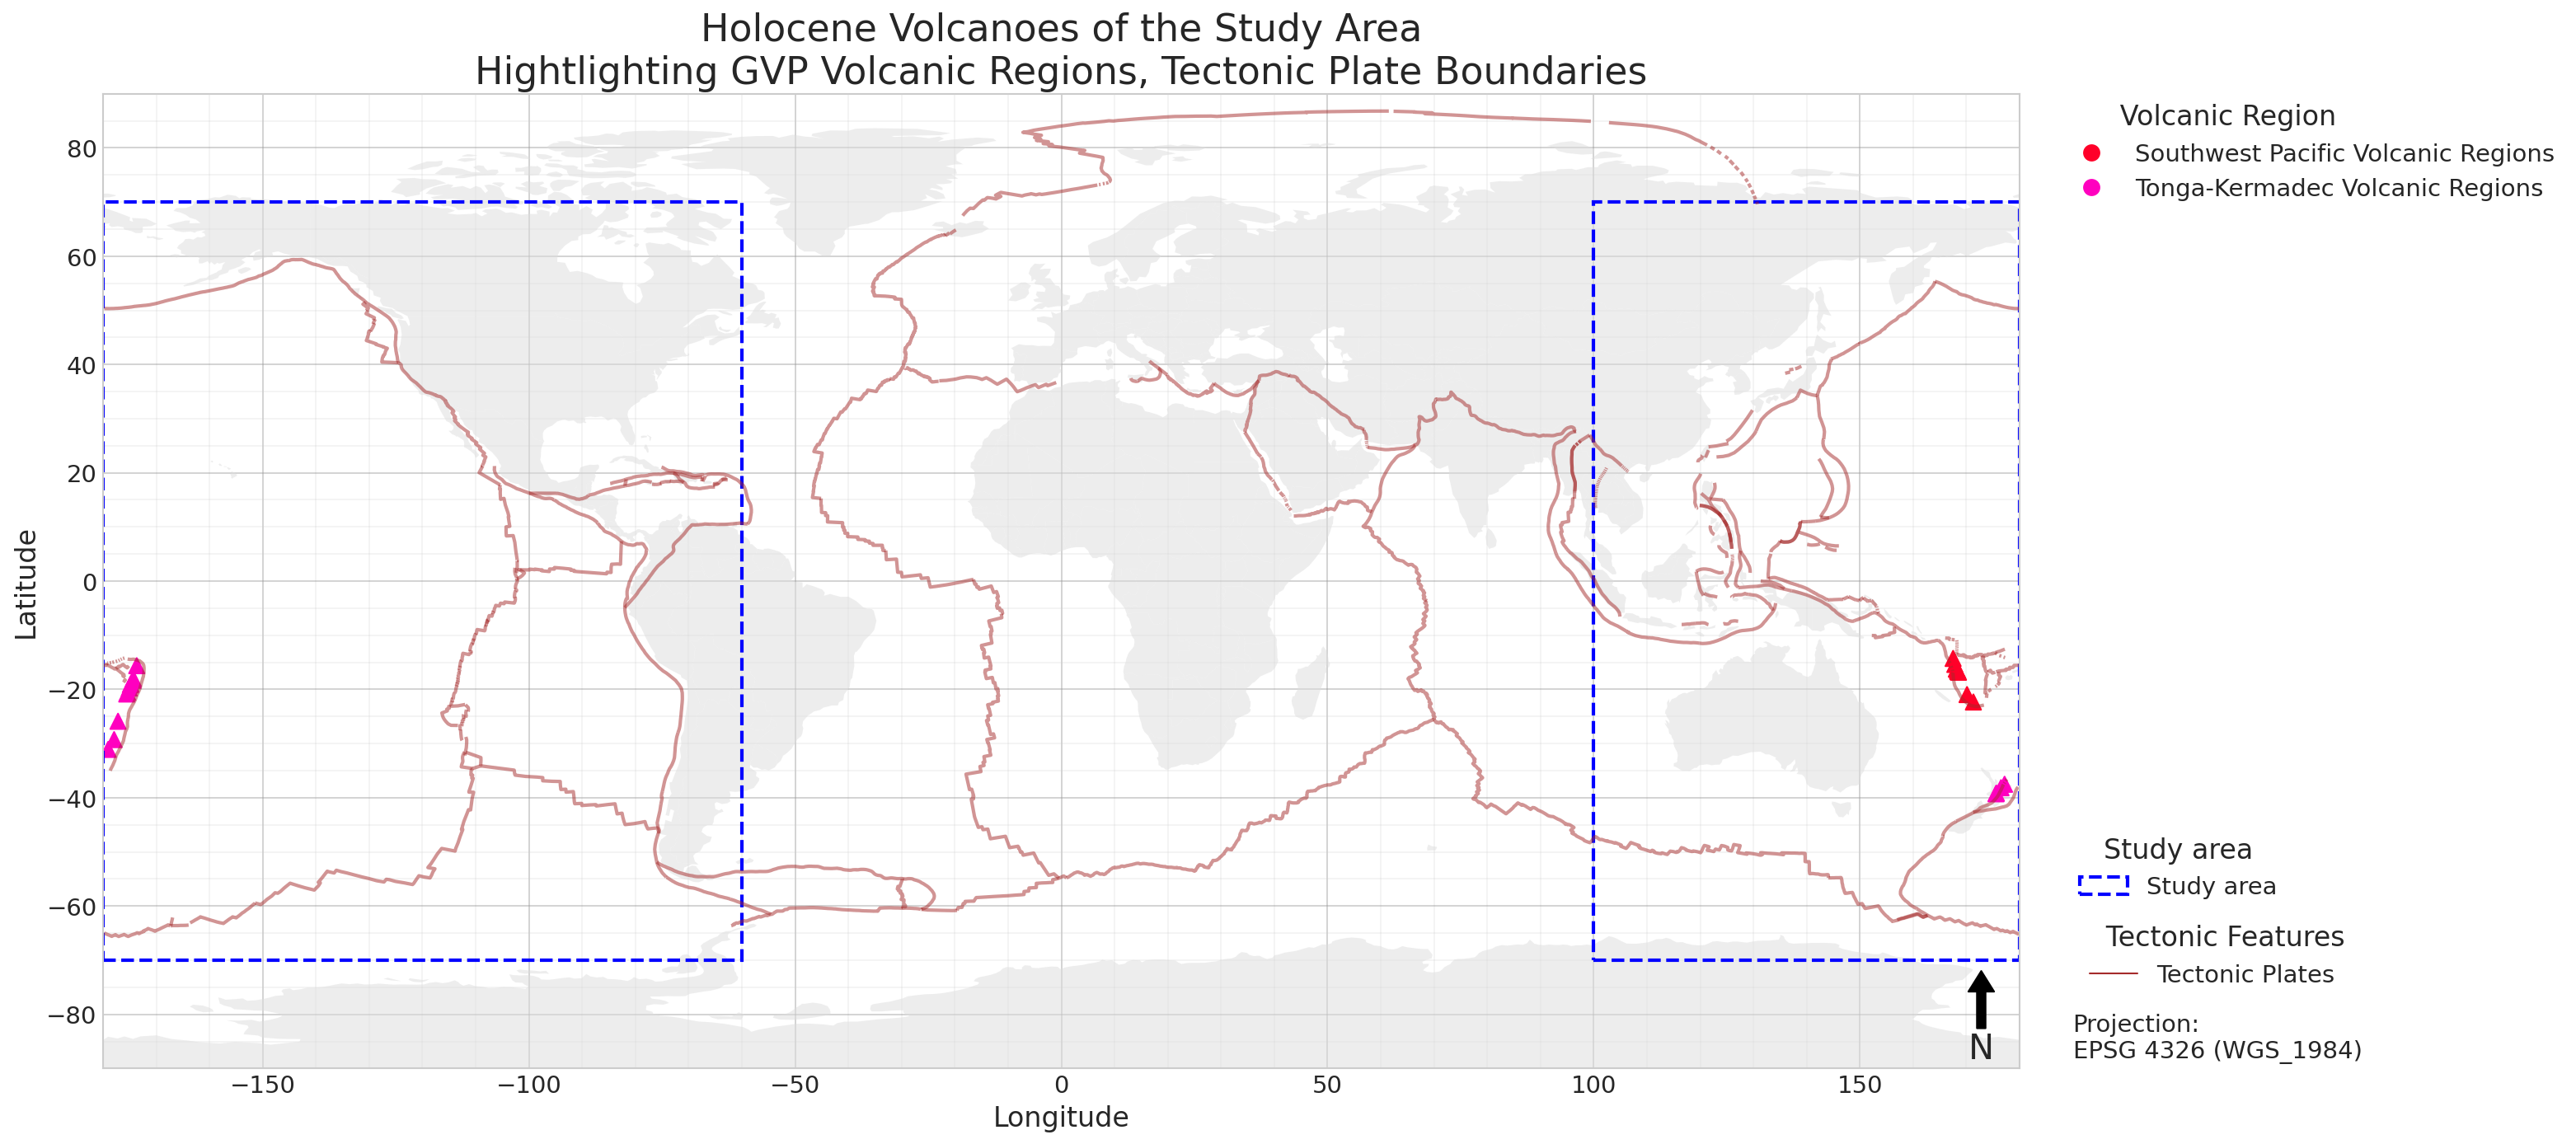 Holocene Volcanoes of the Study Area
Hightlighting GVP Volcanic Regions, Tectonic Plate Boundaries
Volcanic Region
Southwest Pacific Volcanic Regions
Tonga-Kermadec Volcanic Regions
80
60
40
20
0
−20
−40
−60
−80
Latitude
Study area
Study area
Tectonic Features
Tectonic Plates
N
Projection:
EPSG 4326 (WGS_1984)
−150
−100
−50
0
50
100
150
Longitude